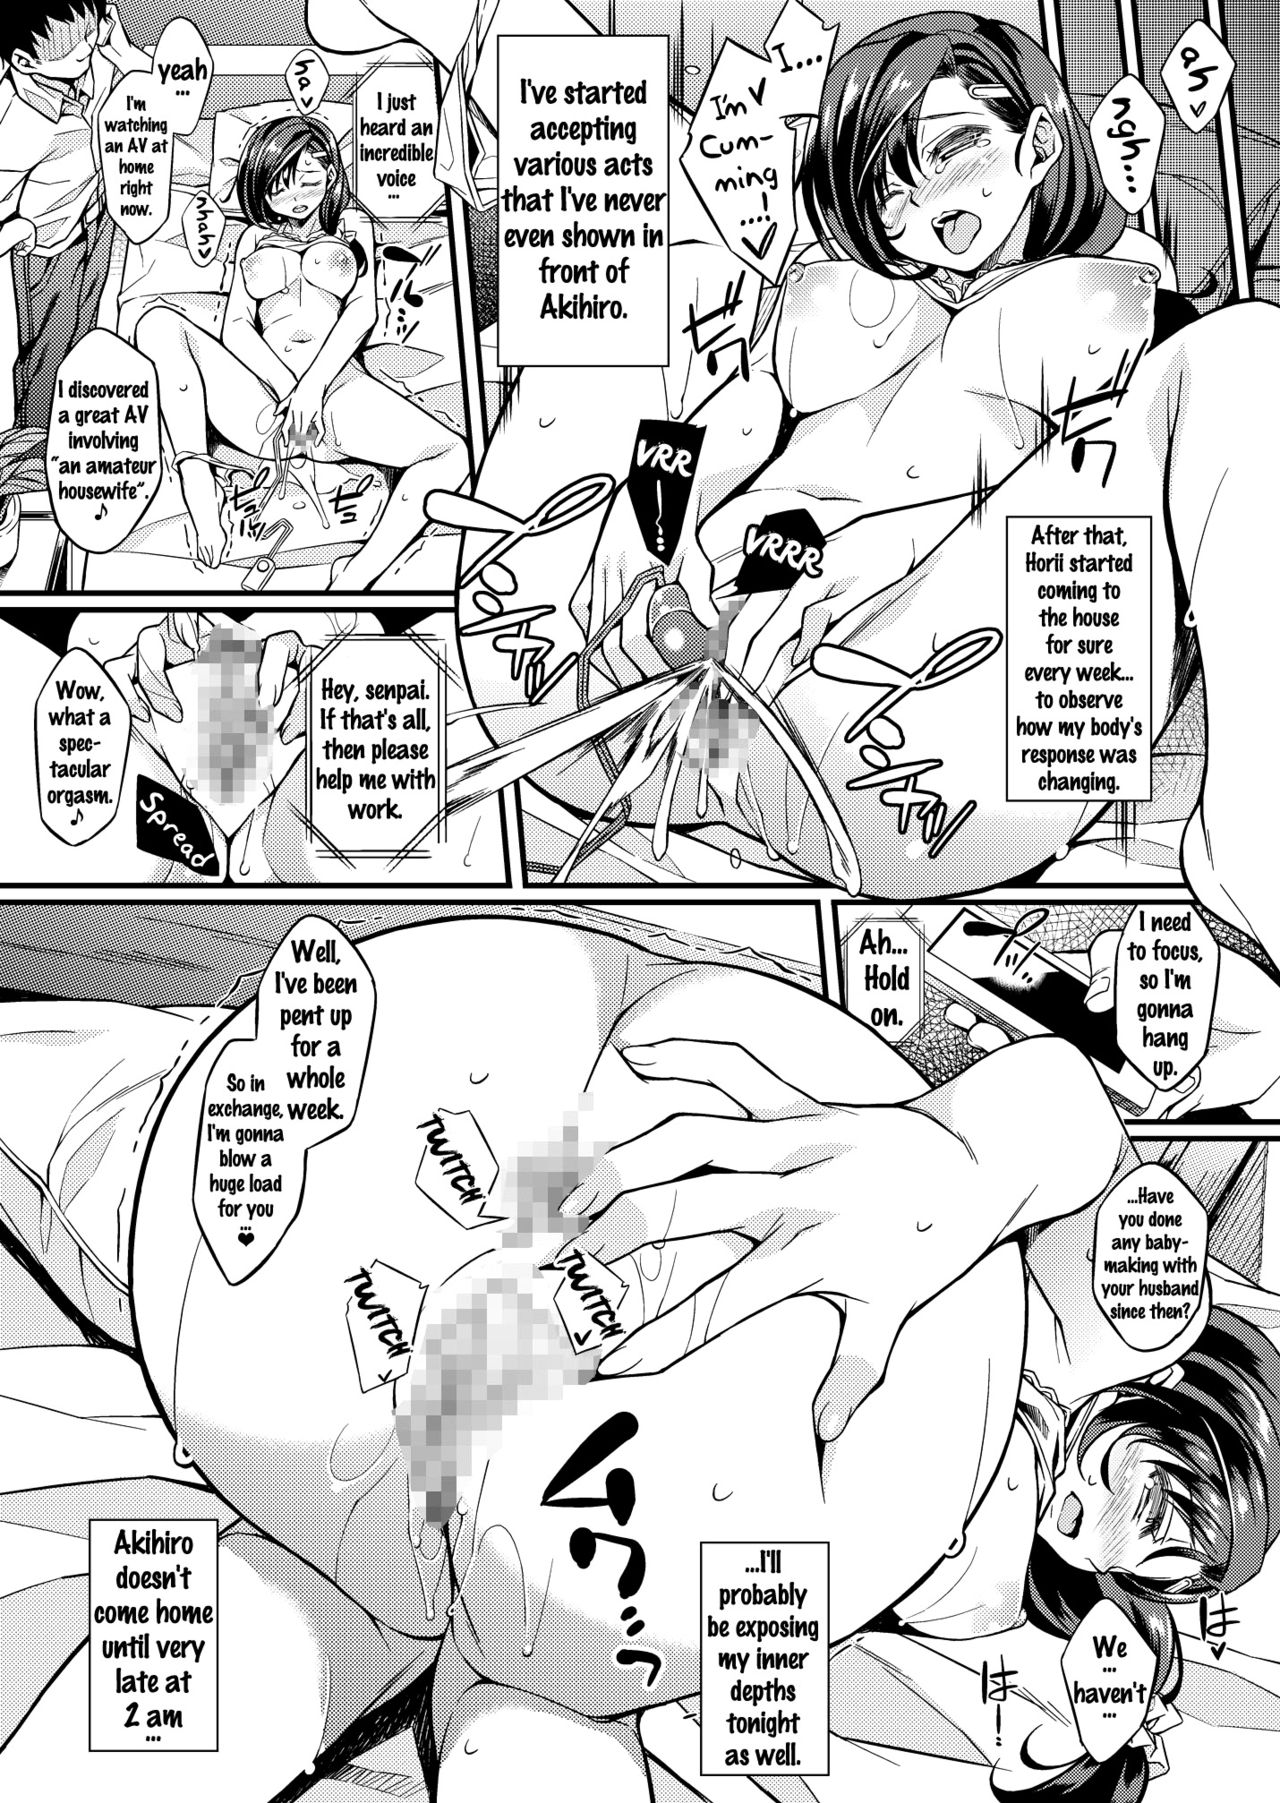 ah
ngh...
I...
I'm
Cum-
ming
....!
I've started
accepting
various acts
that I've never
even shown in
front of
Akihiro.
VRR
VRRR
After that,
Horii started
coming to
the house
for sure
every week...
to observe
how my body's
response was
changing.
I just
heard an
incredible
voice
...
ha
yeah
...
I'm
watching
an AV at
home
right
now.
nhah
I discovered
a great AV
involving
"an amateur
housewife".
♪
Hey, senpai.
If that's all,
then please
help me with
work.
Wow,
what a
spec-
tacular
orgasm.
♪
Spread
I need
to focus,
so I'm
gonna
hang
up.
Ah...
Hold
on.
Well,
I've been
pent up
for a
whole
week.
So in
exchange,
I'm gonna
blow a
huge load
for you
...
❤
TWITCH
TWITCH
TWITCH
...Have
you done
any baby-
making with
your husband
since then?
は
はー
We
...
haven't
...
...I'll
probably
be exposing
my inner
depths
tonight
as well.
Akihiro
doesn't
come home
until very
late at
2 am
...